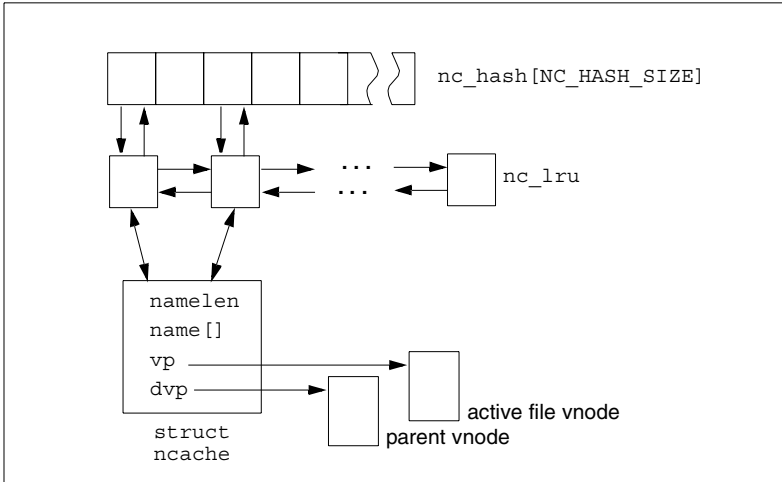 nc_hash[NC_HASH_SIZE]
...
...
nc_lru
namelen
name[]
vp
dvp
active file vnode
parent vnode
struct
ncache